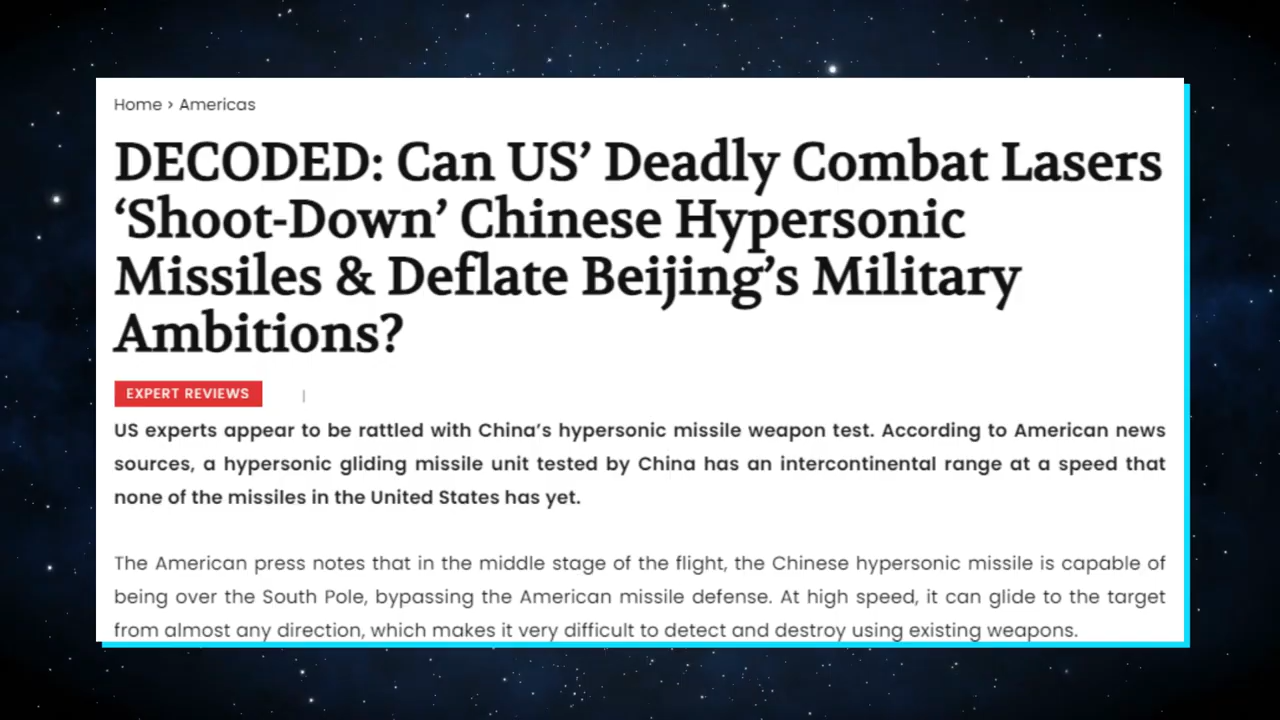 Home › Americas
DECODED: Can US’ Deadly Combat Lasers
‘Shoot-Down’ Chinese Hypersonic
Missiles & Deflate Beijing’s Military
Ambitions?
EXPERT REVIEWS
US experts appear to be rattled with China’s hypersonic missile weapon test. According to American news
sources, a hypersonic gliding missile unit tested by China has an intercontinental range at a speed that
none of the missiles in the United States has yet.
The American press notes that in the middle stage of the flight, the Chinese hypersonic missile is capable of
being over the South Pole, bypassing the American missile defense. At high speed, it can glide to the target
from almost any direction, which makes it very difficult to detect and destroy using existing weapons.